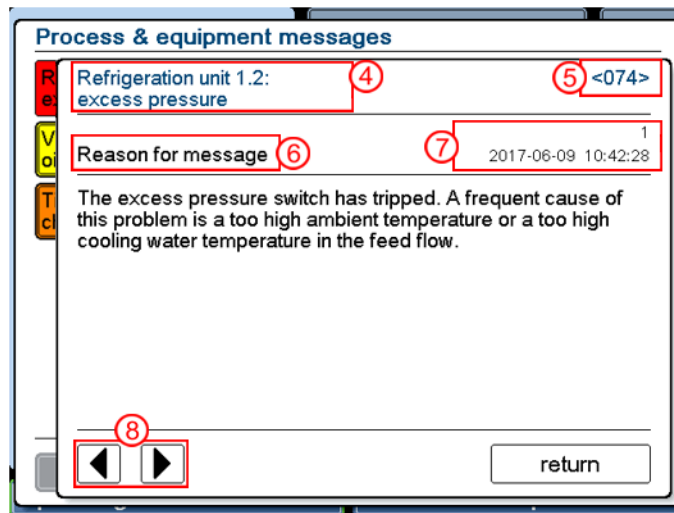 Process & equipment messages
Refrigeration unit 1.2:
excess pressure
4
5
<074>
Reason for message
6
7
1
2017-06-09 10:42:28
The excess pressure switch has tripped. A frequent cause of
this problem is a too high ambient temperature or a too high
cooling water temperature in the feed flow.
8
return